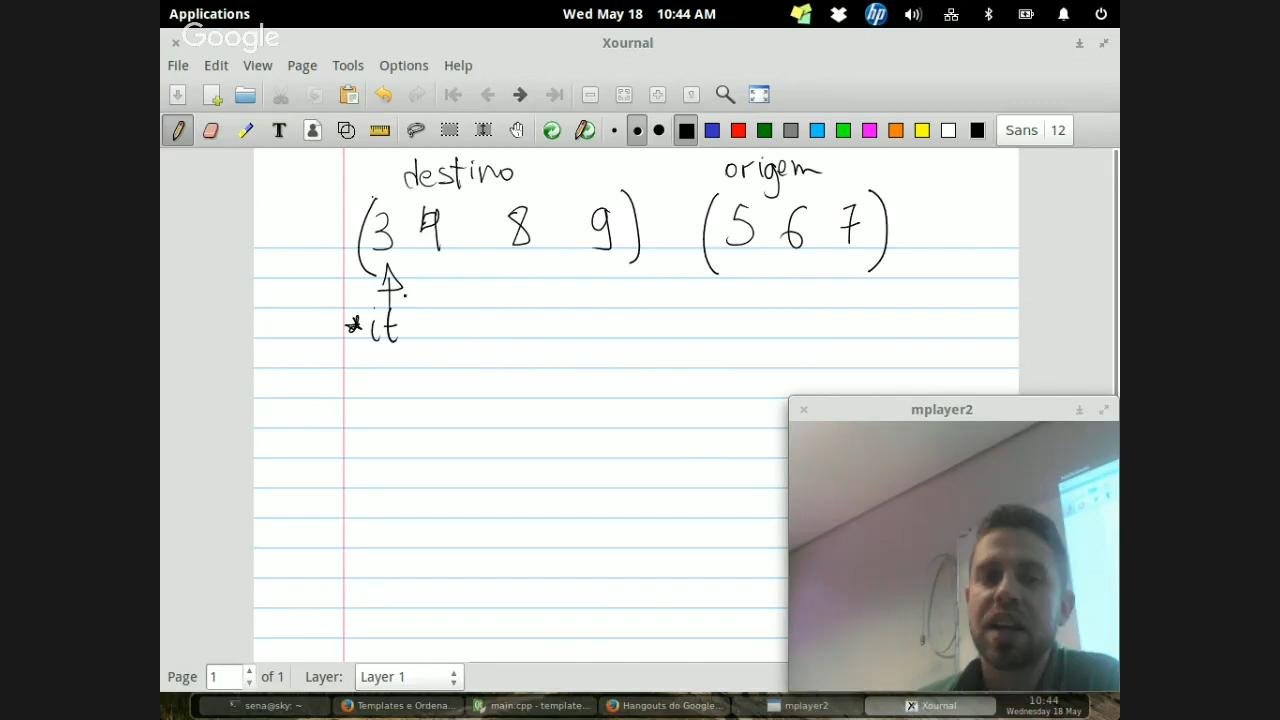 Applications Wed May 18 10:44 AM
Google
Xournal
File Edit View Page Tools Options Help
Sans 12
destino origem
(3 4 8 9) (5 6 7)
*it
mplayer2
Page 1 of 1 Layer: Layer 1
sena@sky: ~ Templates e Ordena... main.cpp - template... Hangouts do Google... mplayer2 Xournal 10:44
Wednesday 18 May